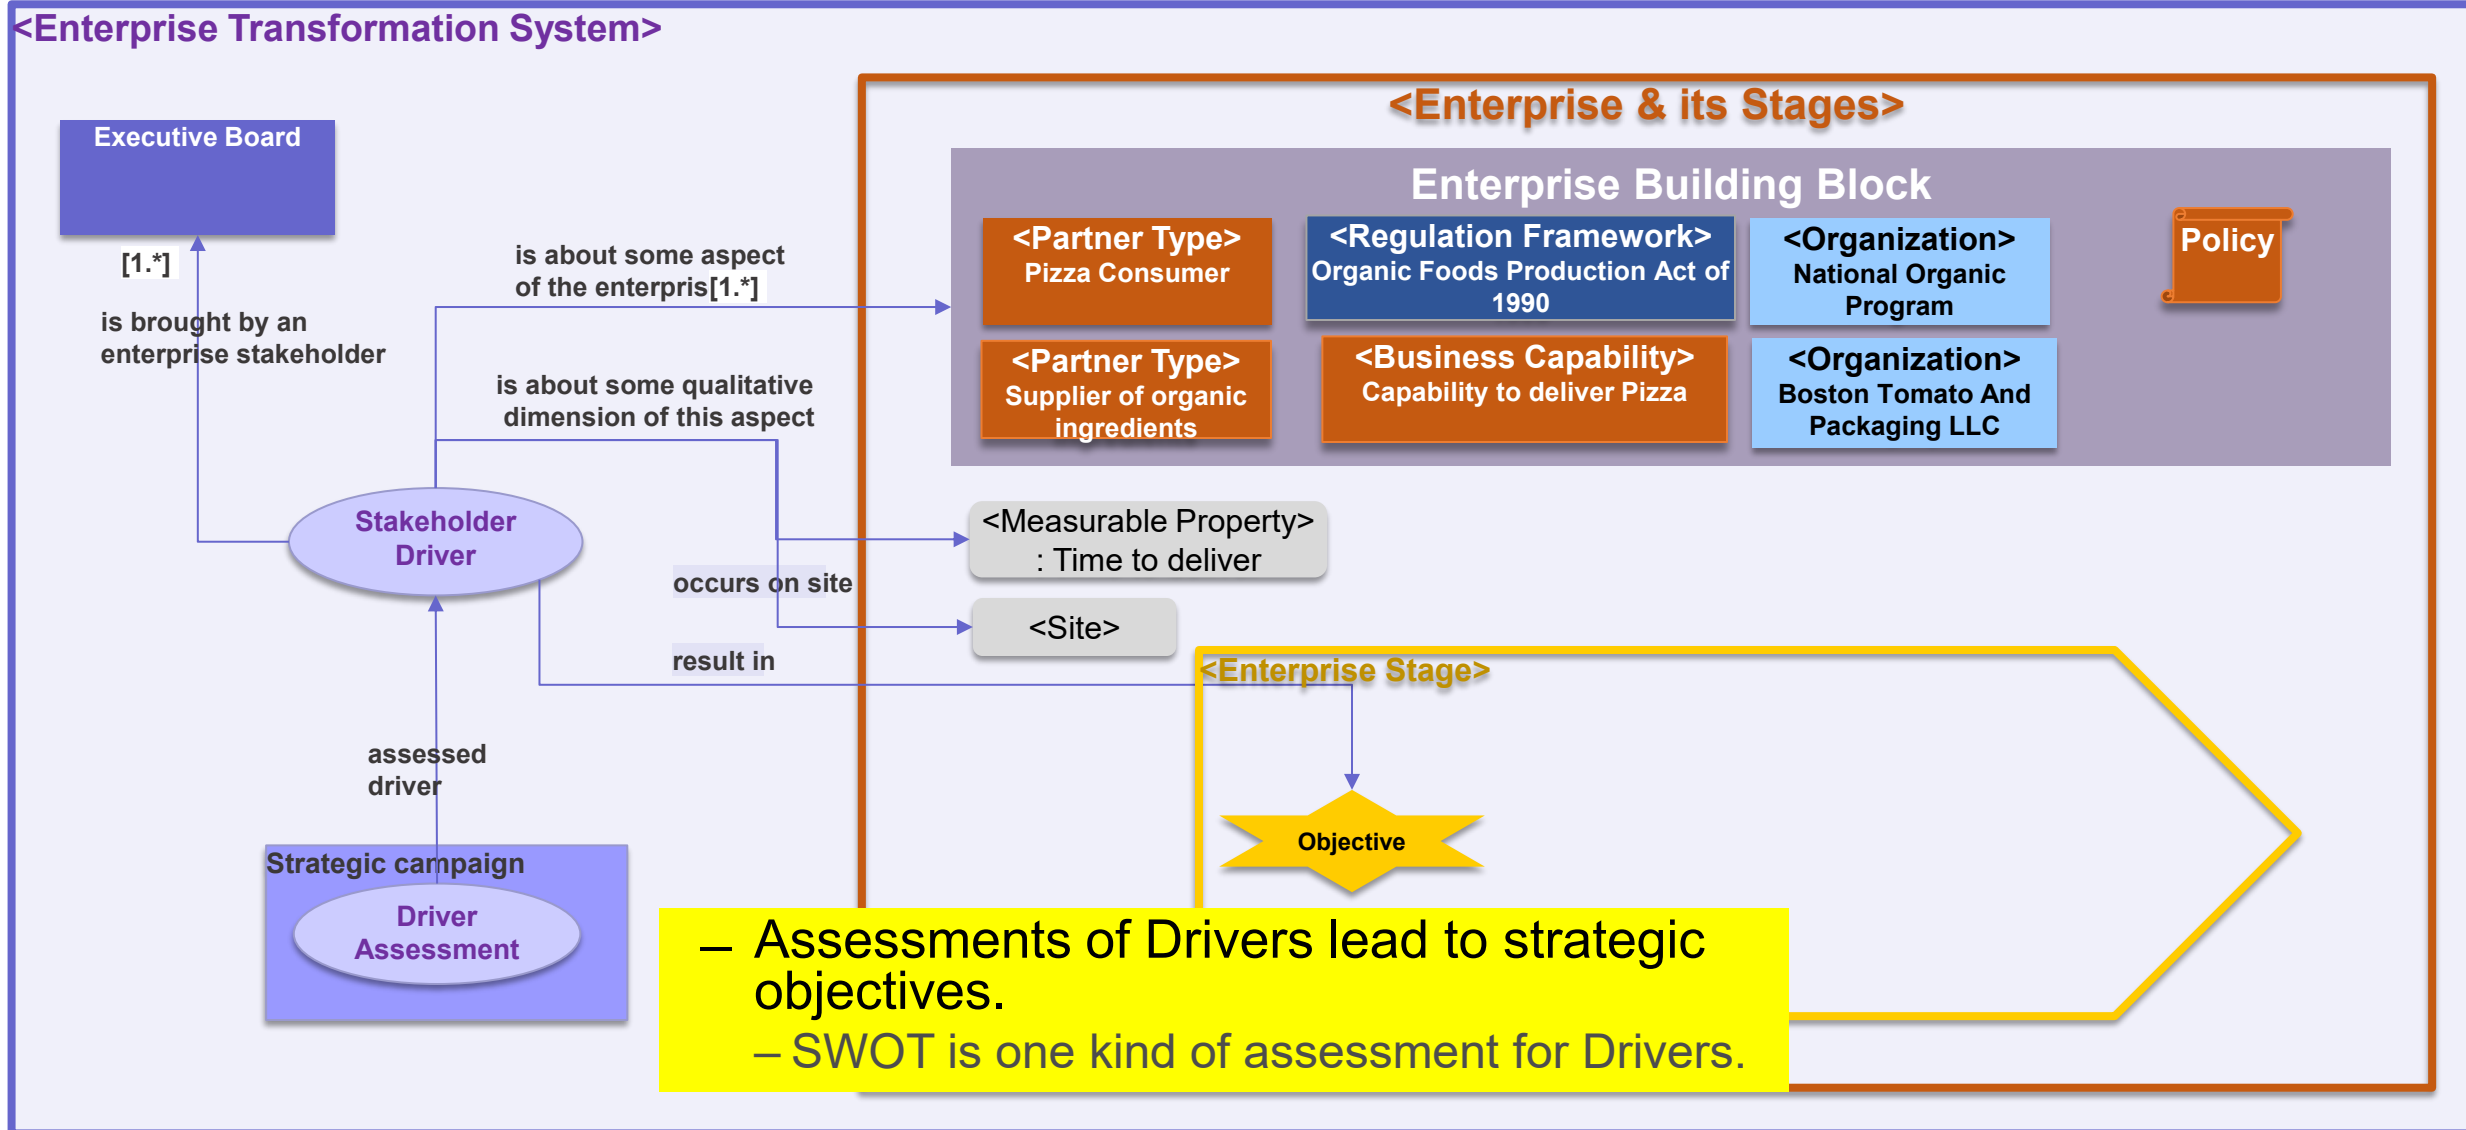 <Enterprise Transformation System>
<Enterprise & its Stages>
Executive Board
Enterprise Building Block
<Partner Type>
Pizza Consumer
<Regulation Framework>
Organic Foods Production Act of
1990
<Organization>
National Organic
Program
Policy
[1.*]
is about some aspect
of the enterpris[1.*]
is brought by an
enterprise stakeholder
<Partner Type>
Supplier of organic
ingredients
<Business Capability>
Capability to deliver Pizza
<Organization>
Boston Tomato And
Packaging LLC
is about some qualitative
dimension of this aspect
Stakeholder
Driver
<Measurable Property>
: Time to deliver
occurs on site
<Site>
result in
<Enterprise Stage>
assessed
driver
Objective
Strategic campaign
Driver
Assessment
– Assessments of Drivers lead to strategic
objectives.
– SWOT is one kind of assessment for Drivers.